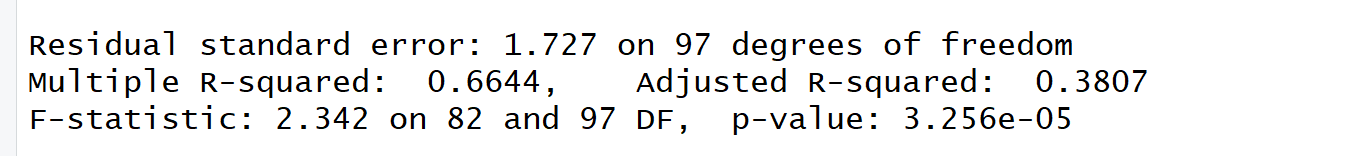 Residual standard error: 1.727 on 97 degrees of freedom
Multiple R-squared:  0.6644,    Adjusted R-squared:  0.3807
F-statistic: 2.342 on 82 and 97 DF,  p-value: 3.256e-05